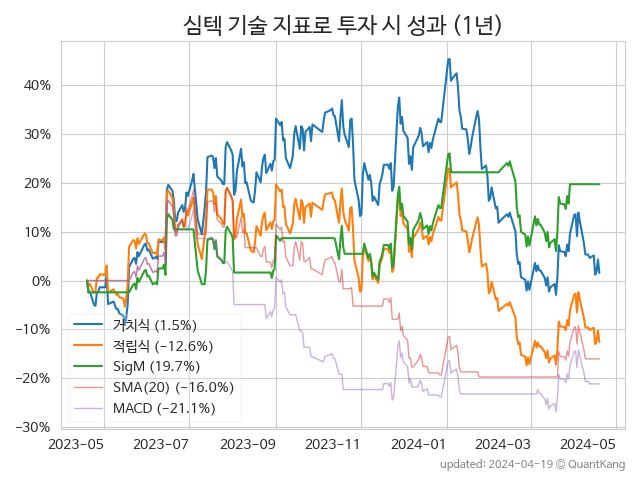 심텍 기술 지표로 투자 시 성과 (1년)
40%
30%
20%
10%
0%
−10%
−20%
−30%
거치식 (1.5%)
적립식 (−12.6%)
SigM (19.7%)
SMA(20) (−16.0%)
MACD (−21.1%)
2023-05 2023-07 2023-09 2023-11 2024-01 2024-03 2024-05
updated: 2024-04-19 © QuantKang